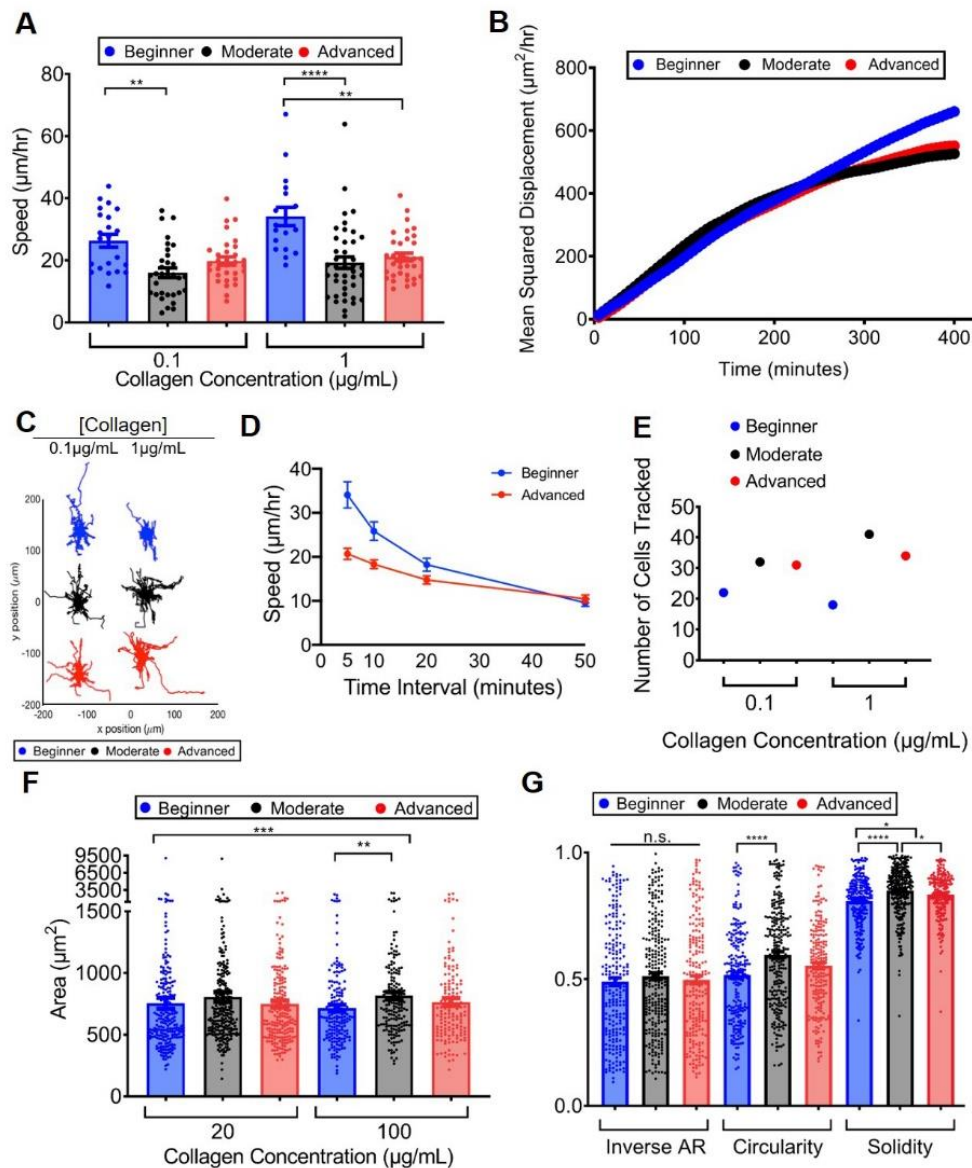 A
Beginner Moderate Advanced
Speed (µm/hr)
80
60
40
20
0
**
****
**
0.1 1
Collagen Concentration (µg/mL)
B
Beginner Moderate Advanced
Mean Squared Displacement (µm²/hr)
800
600
400
200
0
0 100 200 300 400
Time (minutes)
C
[Collagen]
0.1µg/mL 1µg/mL
y position (µm)
200
100
0
-100
-200
-200 -100 0 100 200
x position (µm)
Beginner Moderate Advanced
D
Beginner
Advanced
Speed (µm/hr)
40
30
20
10
0
0 5 10 20 50
Time Interval (minutes)
E
Beginner
Moderate
Advanced
Number of Cells Tracked
50
40
30
20
10
0
0.1 1
Collagen Concentration (µg/mL)
F
Beginner Moderate Advanced
***
**
Area (µm²)
9500
6500
3500
1500
1000
500
0
20 100
Collagen Concentration (µg/mL)
G
Beginner Moderate Advanced
n.s.
****
*
**** *
1.0
0.5
0.0
Inverse AR Circularity Solidity